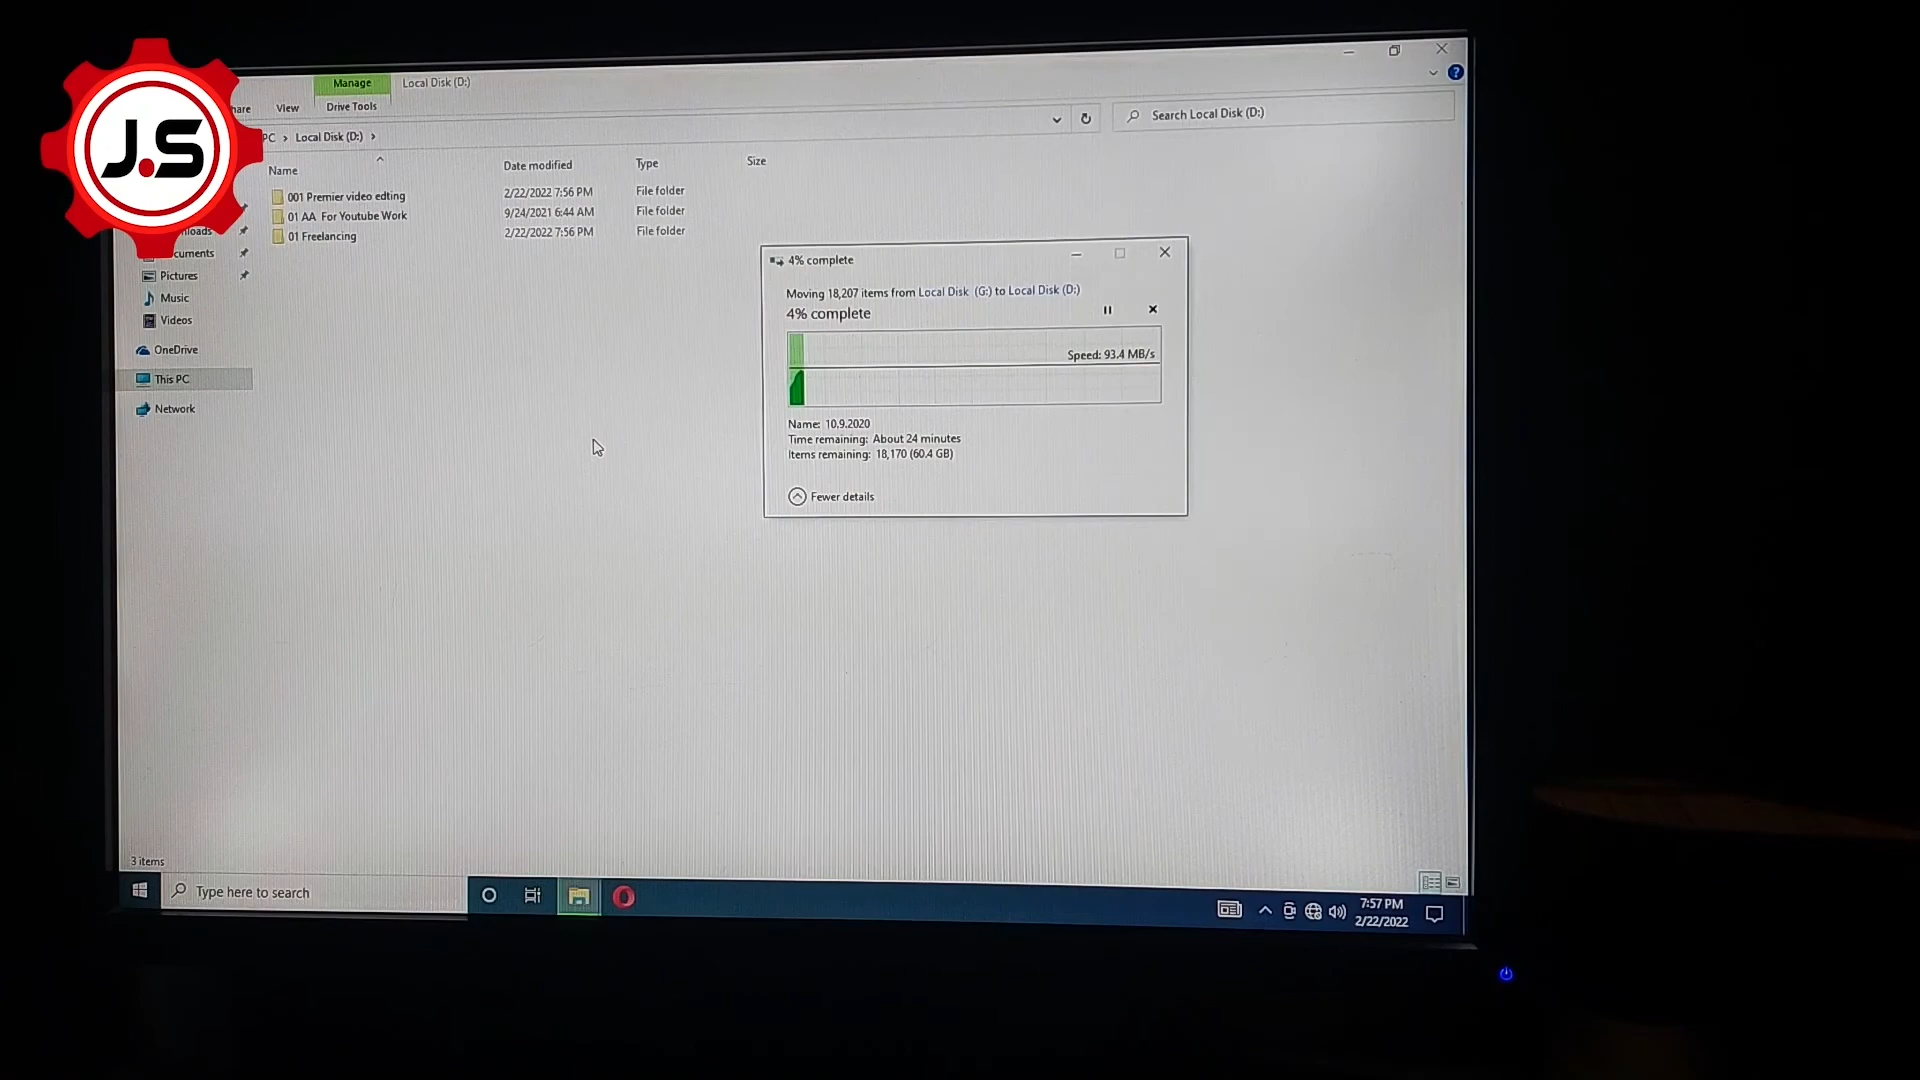 J.S
Manage
Local Disk (D:)
hare
View
Drive Tools
PC > Local Disk (D:) >
Search Local Disk (D:)
Name
Date modified
Type
Size
001 Premier video edting
2/22/2022 7:56 PM
File folder
01 AA For Youtube Work
9/24/2021 6:44 AM
File folder
01 Freelancing
2/22/2022 7:56 PM
File folder
nloads
cuments
Pictures
Music
Videos
OneDrive
This PC
Network
4% complete
Moving 18,207 items from Local Disk (G:) to Local Disk (D:)
4% complete
Speed: 93.4 MB/s
Name: 10.9.2020
Time remaining: About 24 minutes
Items remaining: 18,170 (60.4 GB)
Fewer details
3 items
Type here to search
7:57 PM
2/22/2022